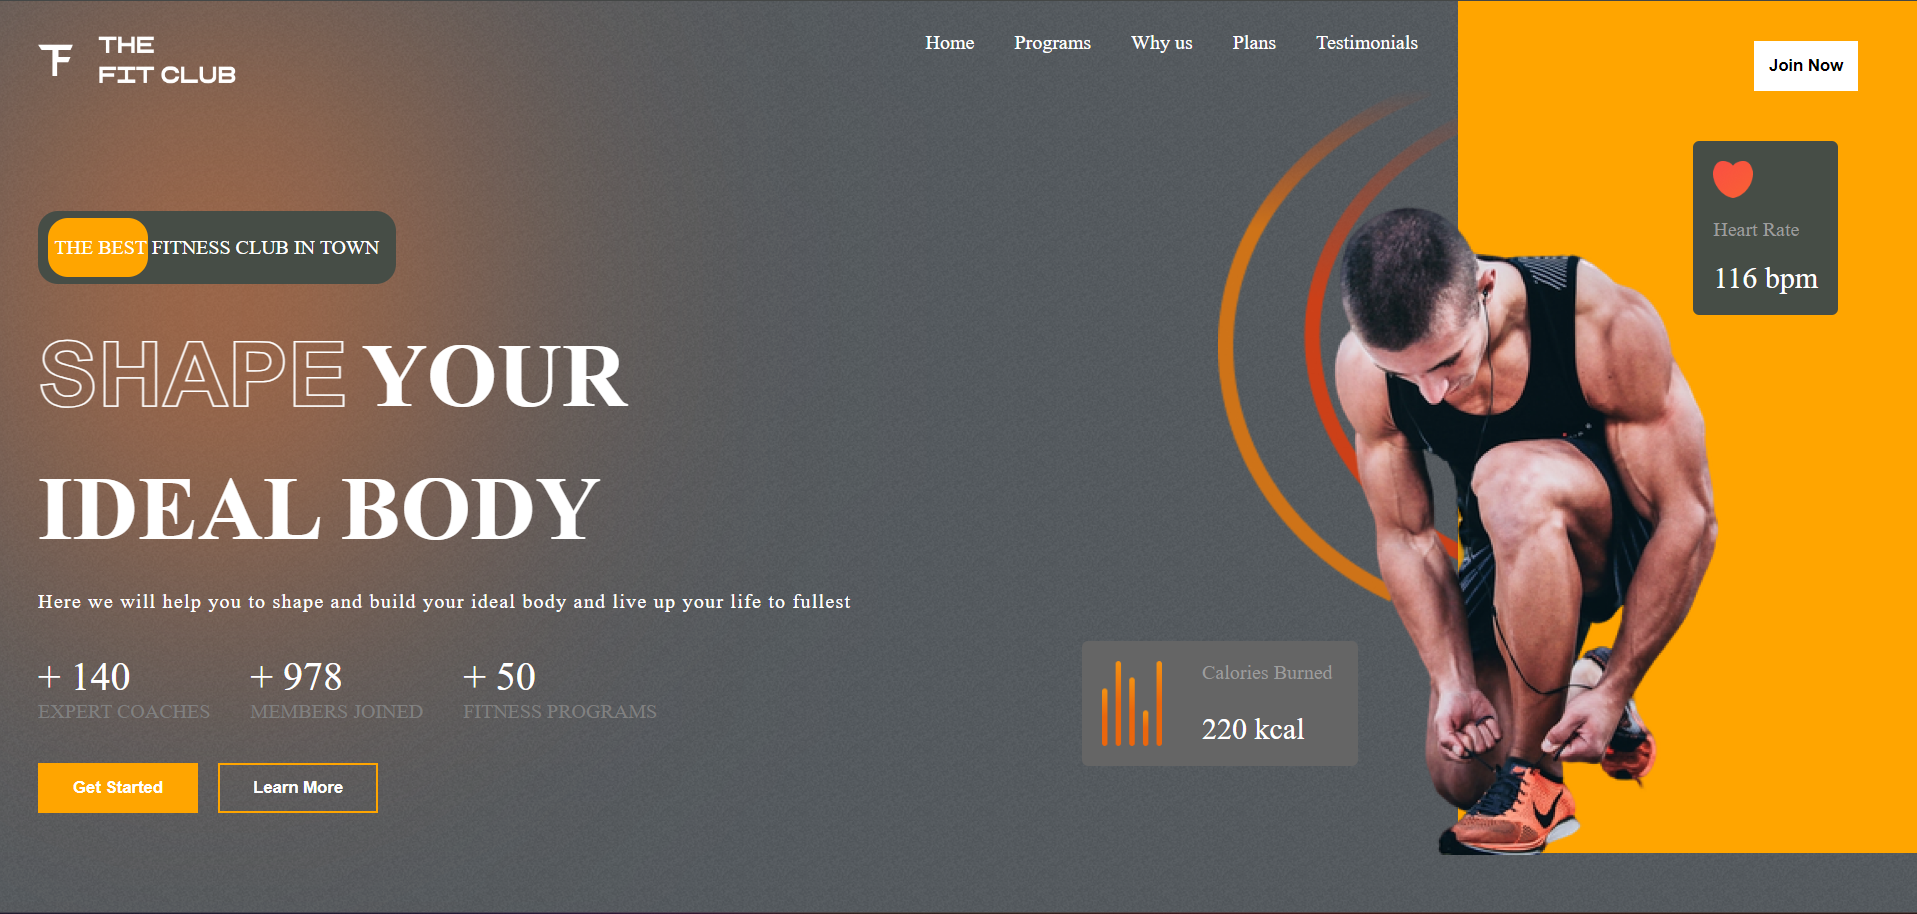 THE
FIT CLUB
Home Programs Why us Plans Testimonials
Join Now
Heart Rate
116 bpm
THE BEST FITNESS CLUB IN TOWN
SHAPE YOUR
IDEAL BODY
Here we will help you to shape and build your ideal body and live up your life to fullest
+ 140 + 978 + 50
EXPERT COACHES MEMBERS JOINED FITNESS PROGRAMS
Get Started Learn More
Calories Burned
220 kcal